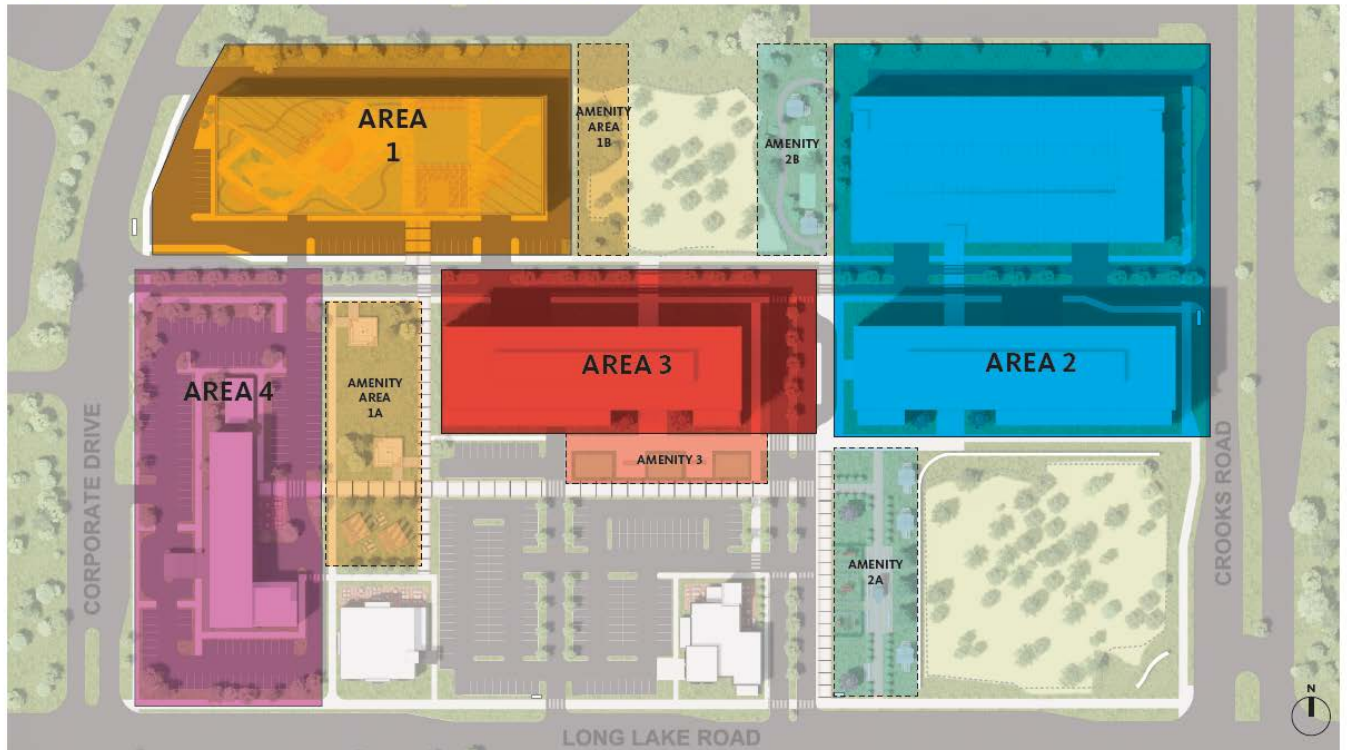 AREA
1
AMENITY
AREA
1B
AMENITY
2B
AREA 4
AMENITY
AREA
1A
AREA 3
AREA 2
AMENITY 3
AMENITY
2A
CORPORATE DRIVE
CROOKS ROAD
LONG LAKE ROAD
N